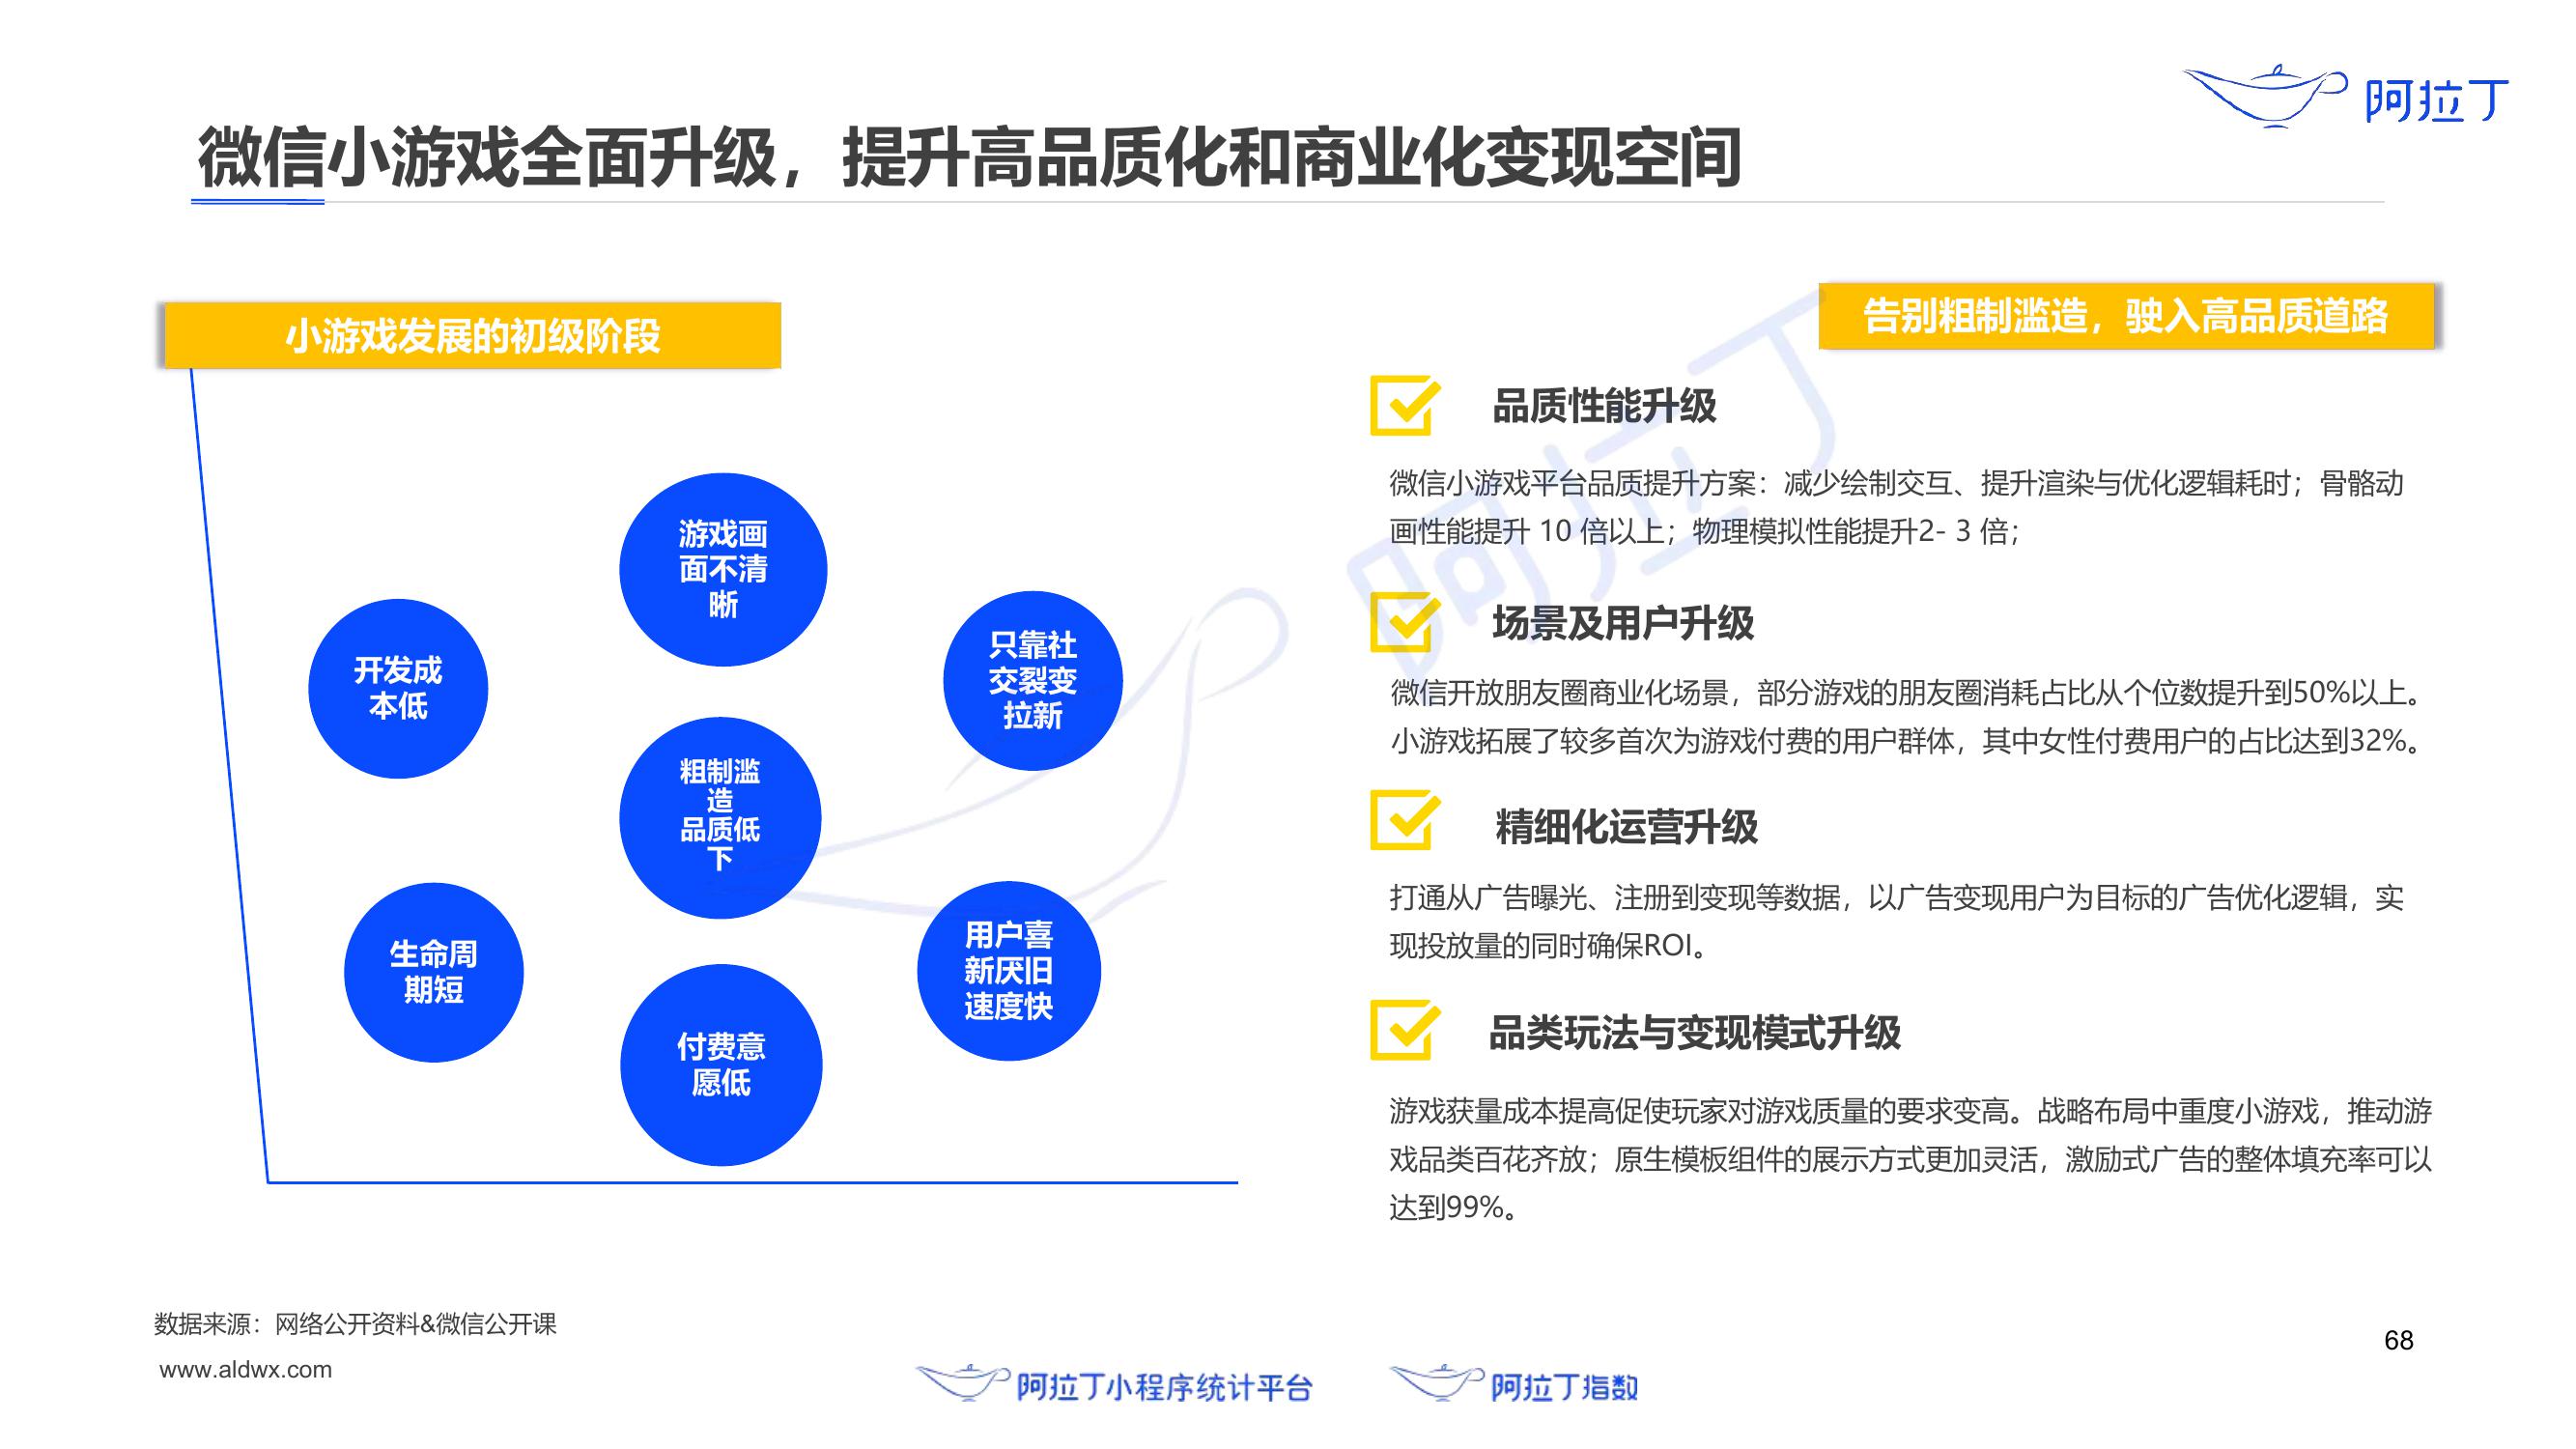 阿拉丁
微信小游戏全面升级，提升高品质化和商业化变现空间
小游戏发展的初级阶段
游戏画
面不清
晰
开发成
本低
只靠社
交裂变
拉新
粗制滥
造
品质低
下
生命周
期短
用户喜
新厌旧
速度快
付费意
愿低
告别粗制滥造，驶入高品质道路
品质性能升级
微信小游戏平台品质提升方案：减少绘制交互、提升渲染与优化逻辑耗时；骨骼动
画性能提升 10 倍以上；物理模拟性能提升2- 3 倍；
场景及用户升级
微信开放朋友圈商业化场景，部分游戏的朋友圈消耗占比从个位数提升到50%以上。
小游戏拓展了较多首次为游戏付费的用户群体，其中女性付费用户的占比达到32%。
精细化运营升级
打通从广告曝光、注册到变现等数据，以广告变现用户为目标的广告优化逻辑，实
现投放量的同时确保ROI。
品类玩法与变现模式升级
游戏获量成本提高促使玩家对游戏质量的要求变高。战略布局中重度小游戏，推动游
戏品类百花齐放；原生模板组件的展示方式更加灵活，激励式广告的整体填充率可以
达到99%。
阿拉丁
数据来源：网络公开资料&微信公开课
www.aldwx.com
阿拉丁小程序统计平台
阿拉丁指数
68